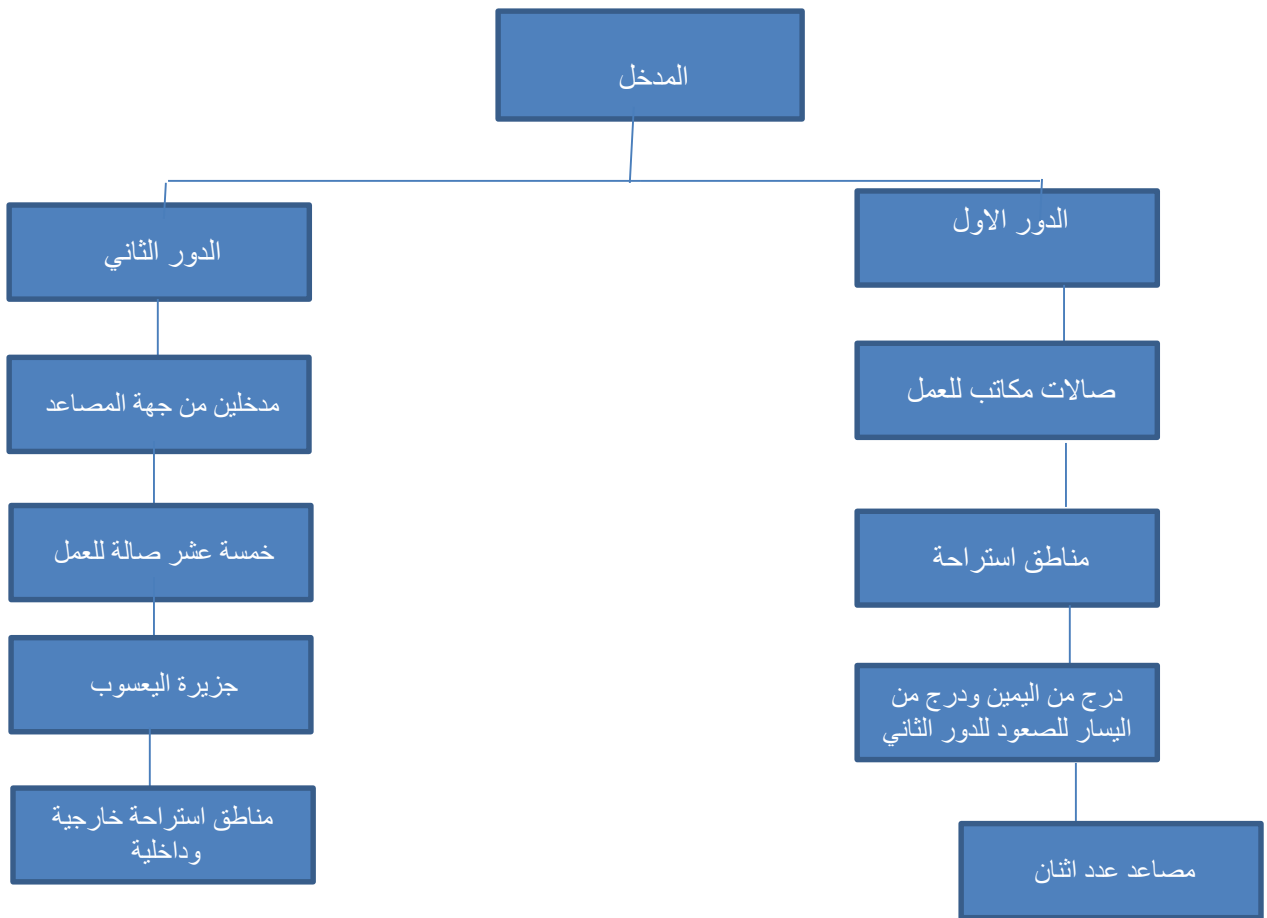 المدخل
الدور الاول
صالات مكاتب للعمل
مناطق استراحة
درج من اليمين ودرج من
اليسار للصعود للدور الثاني
مصاعد عدد اثنان
الدور الثاني
مدخلين من جهة المصاعد
خمسة عشر صالة للعمل
جزيرة اليعسوب
مناطق استراحة خارجية
وداخلية